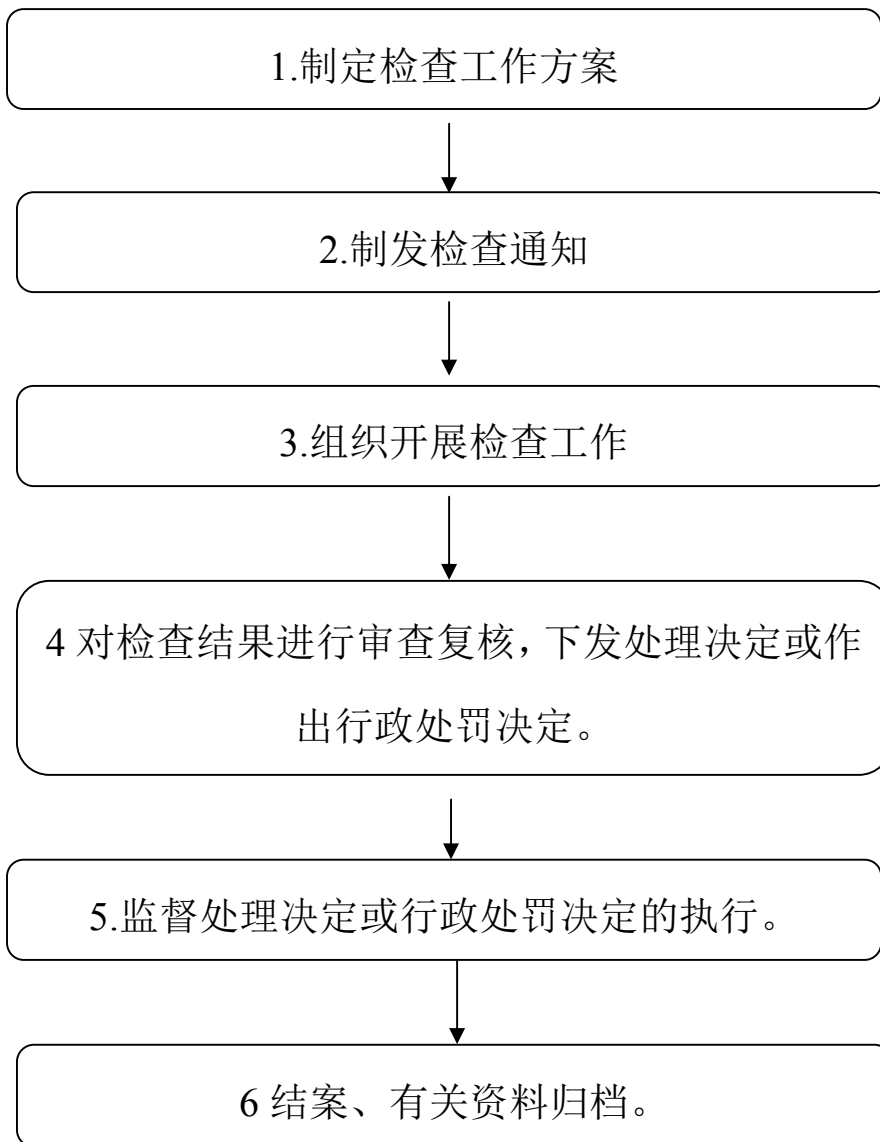 1.制定检查工作方案
2.制发检查通知
3.组织开展检查工作
4 对检查结果进行审查复核，下发处理决定或作
出行政处罚决定。
5.监督处理决定或行政处罚决定的执行。
6 结案、有关资料归档。